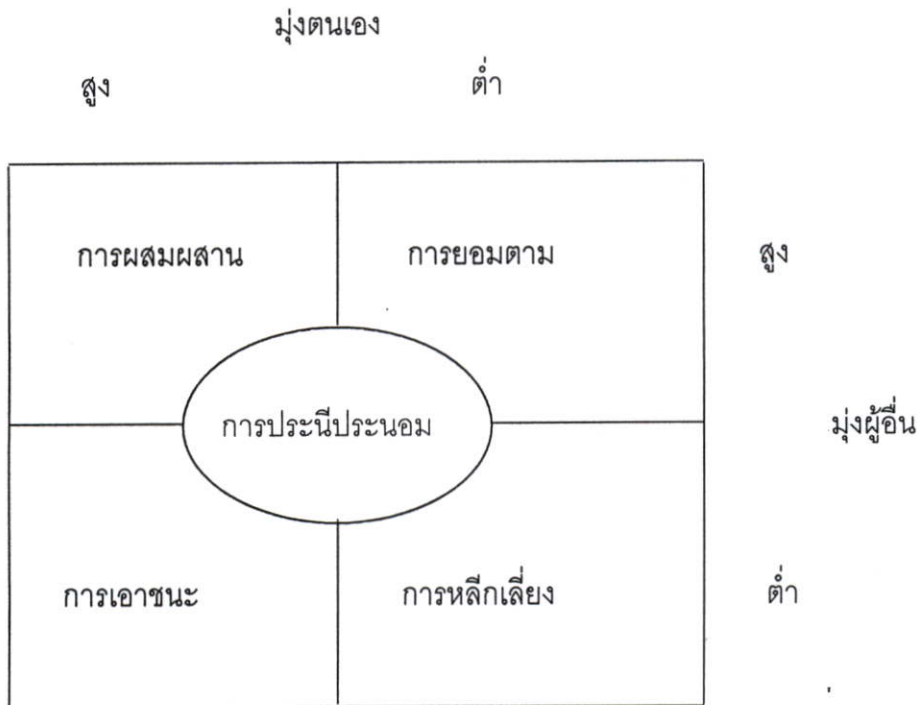 มุ่งตนเอง
สูง ต่ำ
การผสมผสาน การยอมตาม สูง
การประนีประนอม มุ่งผู้อื่น
การเอาชนะ การหลีกเลี่ยง ต่ำ